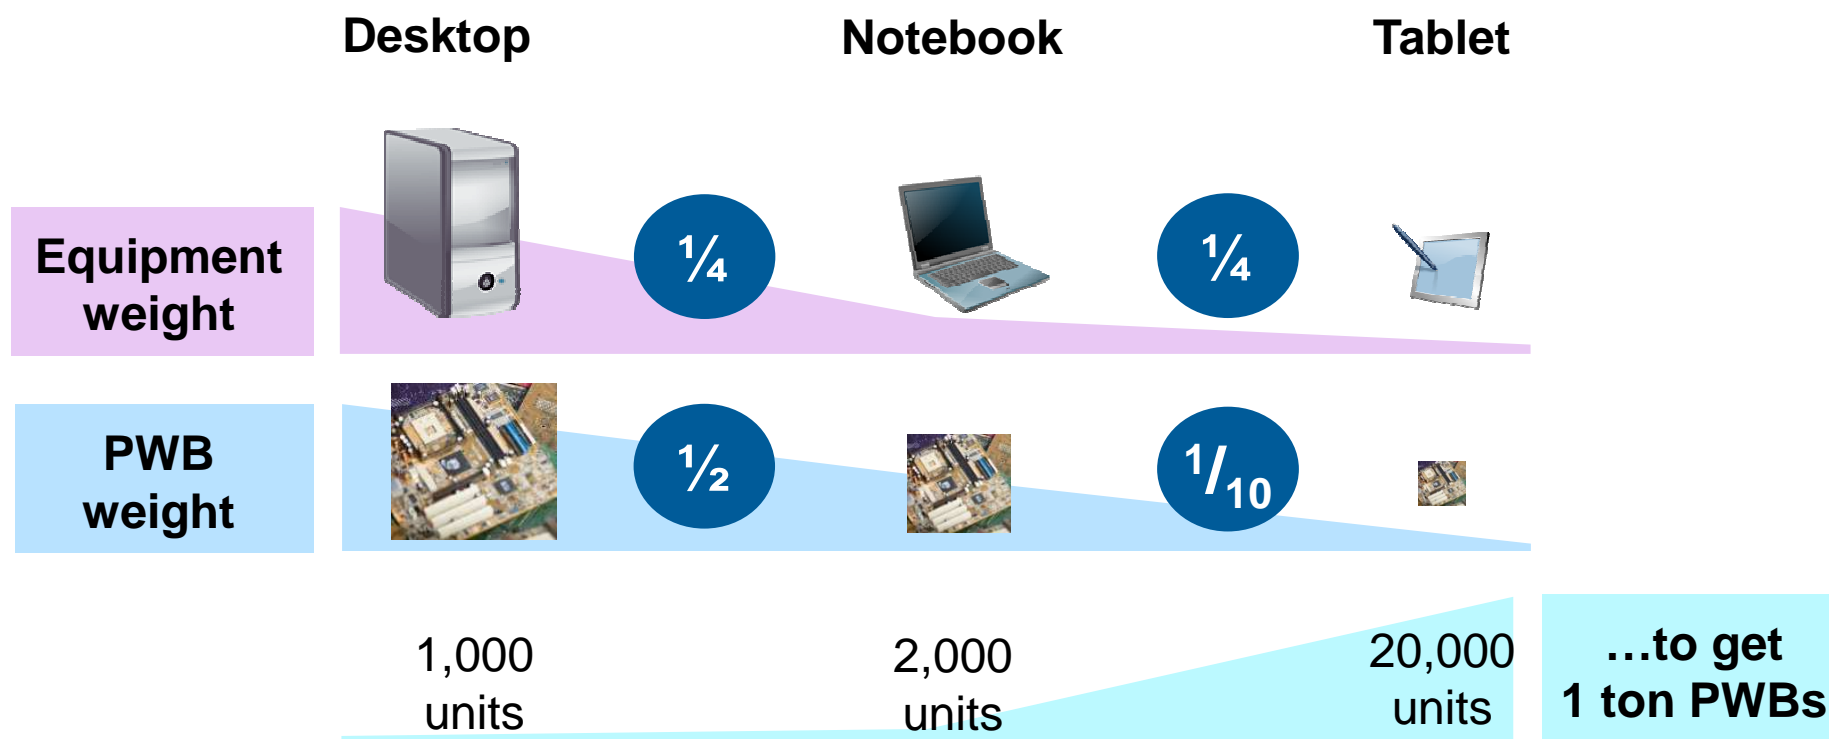 Desktop
Notebook
Tablet
Equipment
weight
¼
¼
PWB
weight
½
1/10
1,000
units
2,000
units
20,000
units
…to get
1 ton PWBs